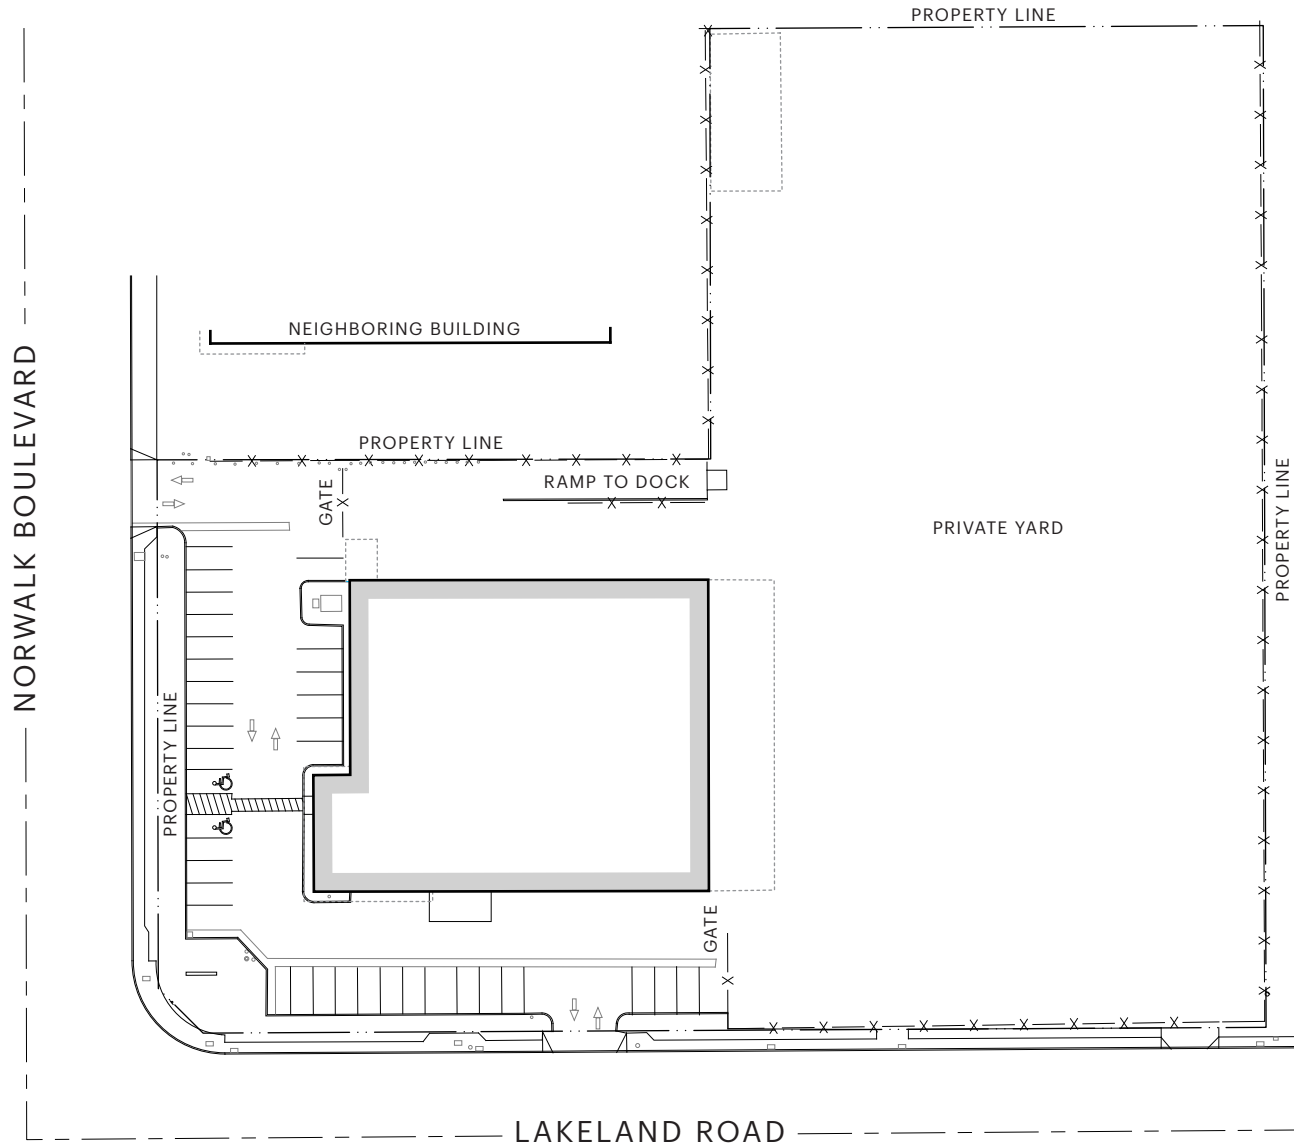 PROPERTY LINE
NEIGHBORING BUILDING
NORWALK BOULEVARD
PROPERTY LINE
RAMP TO DOCK
GATE
PRIVATE YARD
PROPERTY LINE
PROPERTY LINE
GATE
LAKELAND ROAD